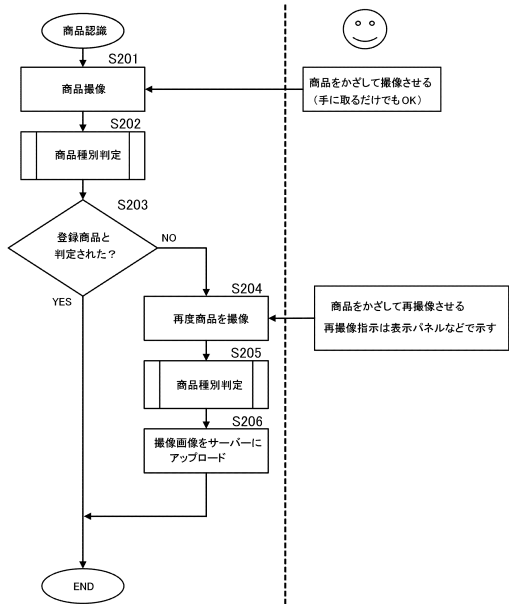 商品認識
S201
商品撮像
商品をかざして撮像させる
(手に取るだけでもOK)
S202
商品種別判定
S203
登録商品と
判定された?
NO
YES
S204
再度商品を撮像
商品をかざして再撮像させる
再撮像指示は表示パネルなどで示す
S205
商品種別判定
S206
撮像画像をサーバーに
アップロード
END